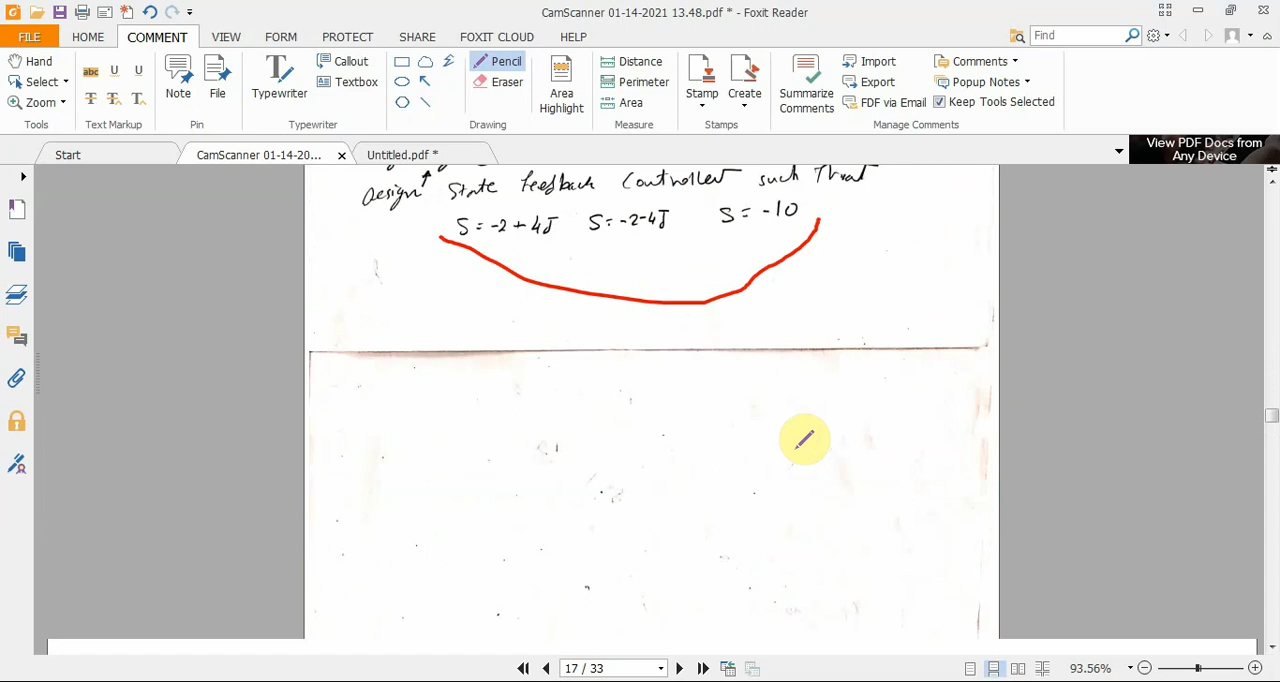 CamScanner 01-14-2021 13.48.pdf * - Foxit Reader
FILE HOME COMMENT VIEW FORM PROTECT SHARE FOXIT CLOUD HELP Find
Hand
Select
Zoom
Tools
abc U U
T T T
Text Markup
Note File
Pin
Typewriter
Callout
Textbox
Typewriter
Pencil
Eraser
Drawing
Area Highlight
Distance
Perimeter
Area
Measure
Stamp Create
Stamps
Summarize Comments
Import
Export
FDF via Email
Comments
Popup Notes
Keep Tools Selected
Manage Comments
Start CamScanner 01-14-20... x Untitled.pdf *
View PDF Docs from
Any Device
Design State feedback Controller such That
S = -2 + 4J S = -2 - 4J S = -10
17 / 33 93.56%